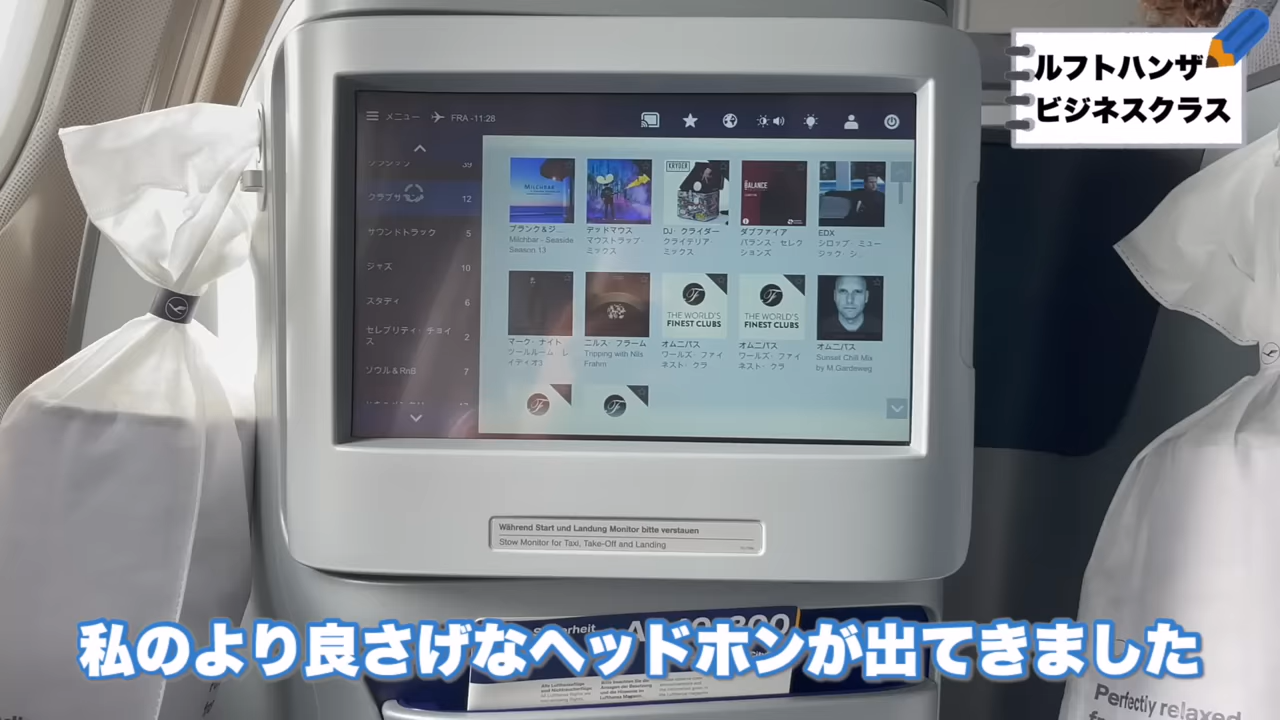 ルフトハンザ
ビジネスクラス
メニュー
FRA -11:28
39
クラブサ
12
サウンドトラック
5
ジャズ
10
スタディ
6
セレブリティ・チョイ
ス
2
ソウル＆RnB
7
MILCHBAR
KRYDER
BALANCE
ブランク＆ジ...
Milchbar - Seaside
Season 13
デッドマウス
マウストラップ・
ミックス
DJ・クライダー
クライテリア
ミックス
ダブファイア
バランス・セレク
ションズ
EDX
シロップ・ミュー
ジック・シ
THE WORLD'S
FINEST CLUBS
THE WORLD'S
FINEST CLUBS
マーク・ナイト
ツールルーム・レ
イディオ3
ニルス・フラーム
Tripping with Nils
Frahm
オムニバス
ワールズ・ファイ
ネスト・クラ
オムニバス
ワールズ・ファイ
ネスト・クラ
オムニバス
Sunset Chill Mix
by M.Gardeweg
Während Start und Landung Monitor bitte verstauen
Stow Monitor for Taxi, Take-Off and Landing
私のより良さげなヘッドホンが出てきました
Perfectly relaxed